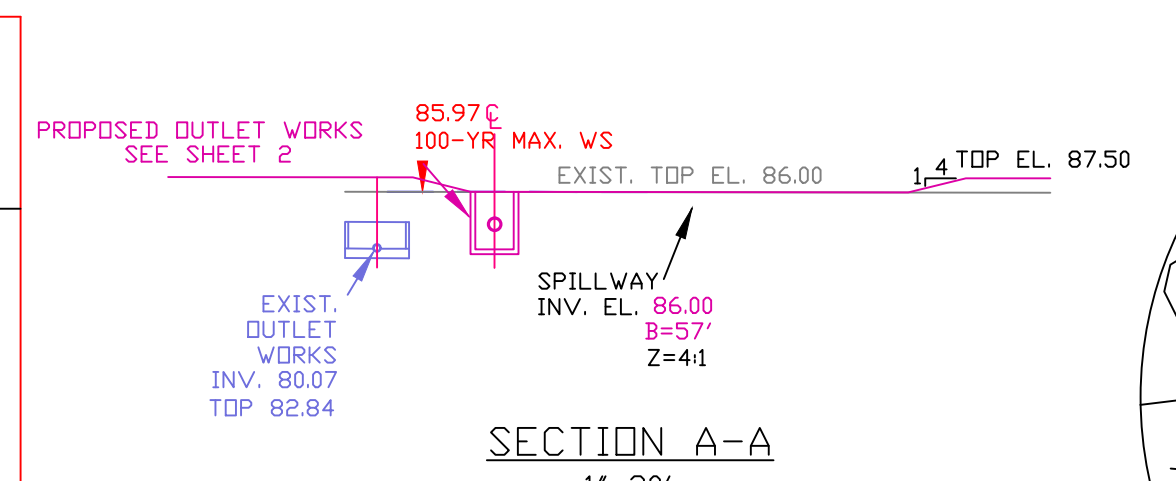 PROPOSED OUTLET WORKS
SEE SHEET 2
85.97 ℄
100-YR MAX. WS
EXIST. TOP EL. 86.00
1
4
TOP EL. 87.50
SPILLWAY
INV. EL. 86.00
B=57'
Z=4:1
EXIST.
OUTLET
WORKS
INV. 80.07
TOP 82.84
SECTION A-A